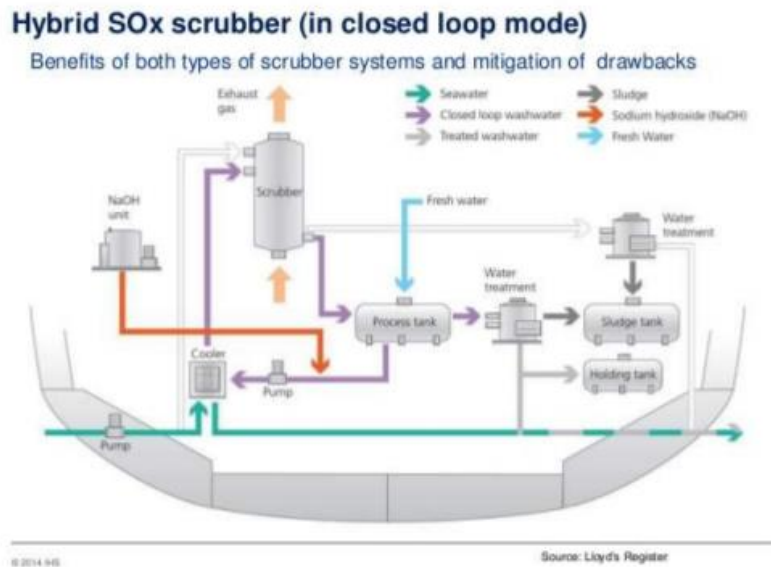 Hybrid SOx scrubber (in closed loop mode)
Benefits of both types of scrubber systems and mitigation of drawbacks
Exhaust
gas
Seawater
Closed loop washwater
Treated washwater
Sludge
Sodium hydroxide (NaOH)
Fresh Water
Scrubber
NaOH
unit
Fresh water
Water
treatment
Water
treatment
Process tank
Sludge tank
Cooler
Holding tank
Pump
Pump
© 2014 IHS
Source: Lloyd's Register